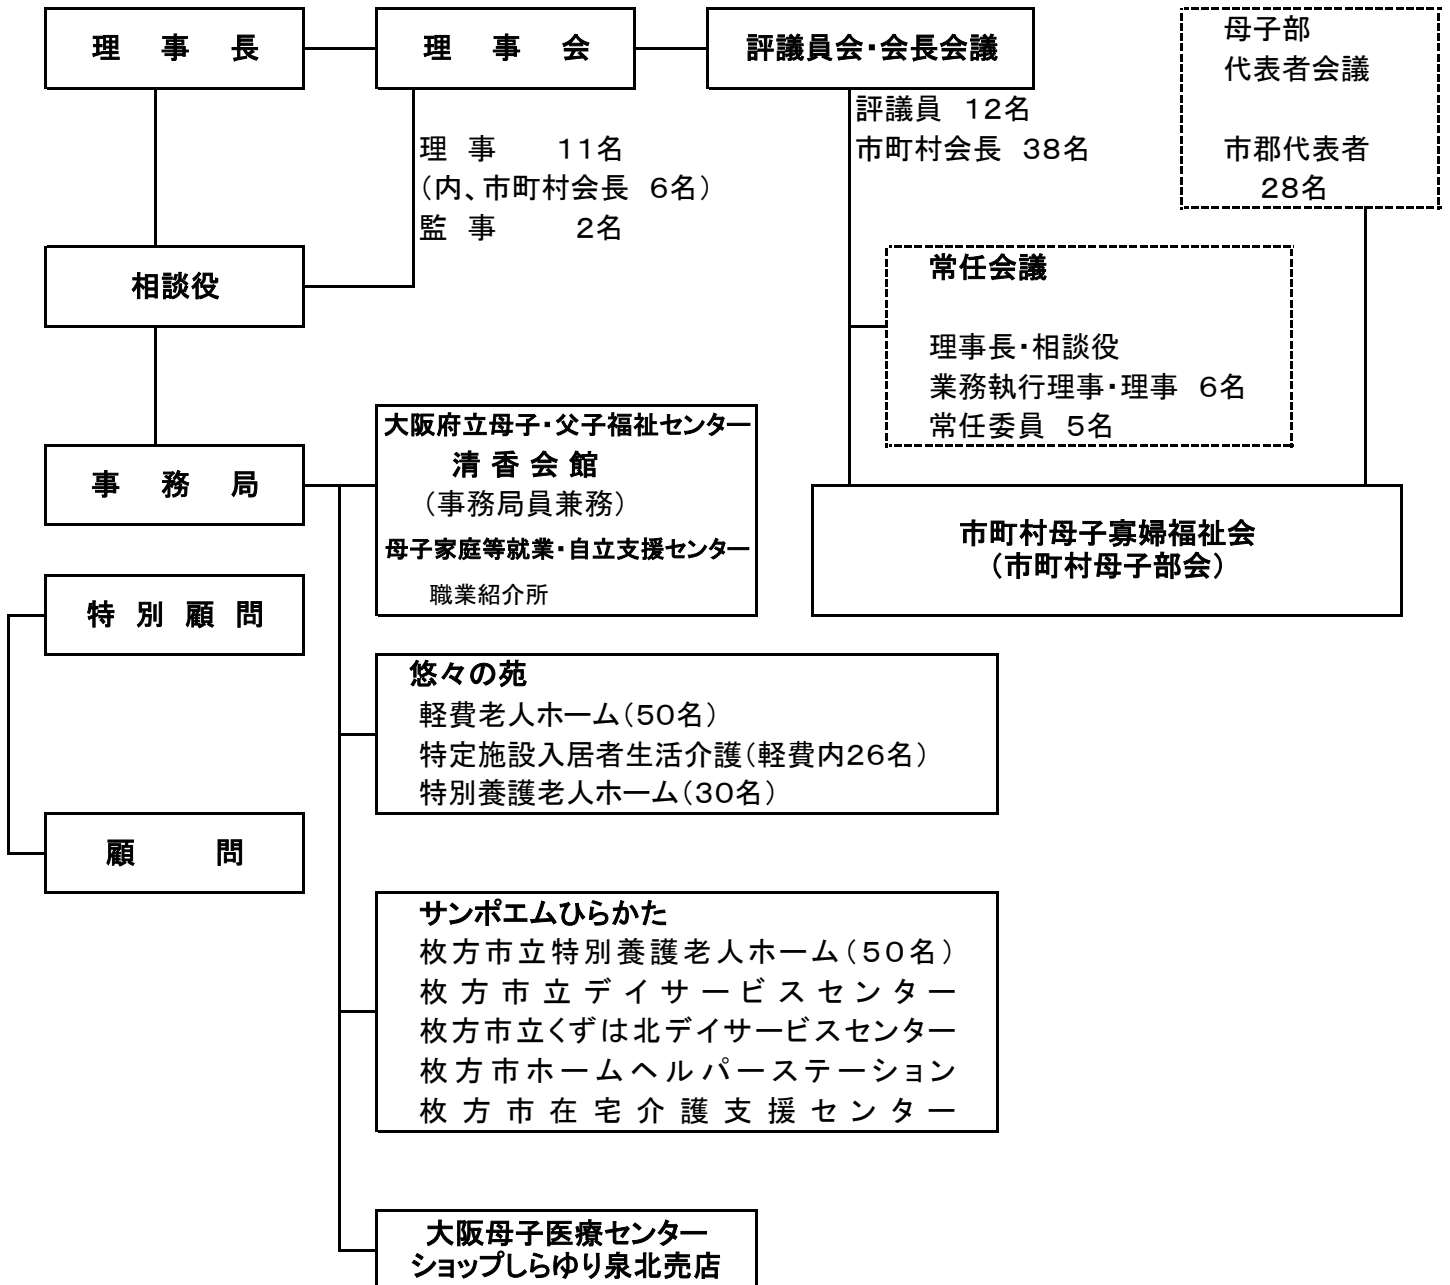 理 事 長
理 事 会
評議員会・会長会議
母子部
代表者会議
市郡代表者
28名
評議員 12名
市町村会長 38名
理 事 11名
(内、市町村会長 6名)
監 事 2名
相談役
常任会議
理事長・相談役
業務執行理事・理事 6名
常任委員 5名
事 務 局
大阪府立母子・父子福祉センター
清 香 会 館
(事務局員兼務)
母子家庭等就業・自立支援センター
職業紹介所
市町村母子寡婦福祉会
(市町村母子部会)
特 別 顧 問
顧 問
悠々の苑
軽費老人ホーム(50名)
特定施設入居者生活介護(軽費内26名)
特別養護老人ホーム(30名)
サンポエムひらかた
枚方市立特別養護老人ホーム(50名)
枚方市立デイサービスセンター
枚方市立くずは北デイサービスセンター
枚方市ホームヘルパーステーション
枚方市在宅介護支援センター
大阪母子医療センター
ショップしらゆり泉北売店